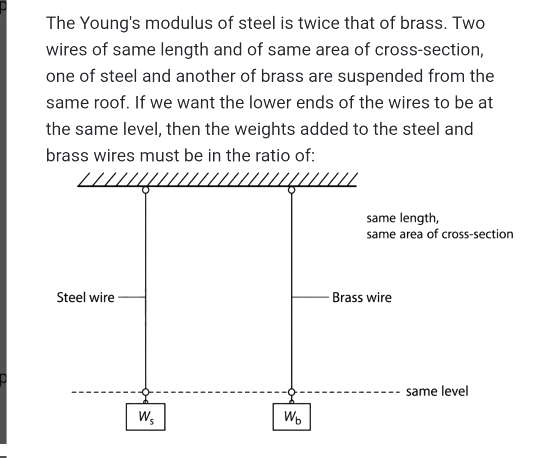 The Young's modulus of steel is twice that of brass. Two
wires of same length and of same area of cross-section,
one of steel and another of brass are suspended from the
same roof. If we want the lower ends of the wires to be at
the same level, then the weights added to the steel and
brass wires must be in the ratio of:
same length,
same area of cross-section
Steel wire
Brass wire
same level
Ws
Wb